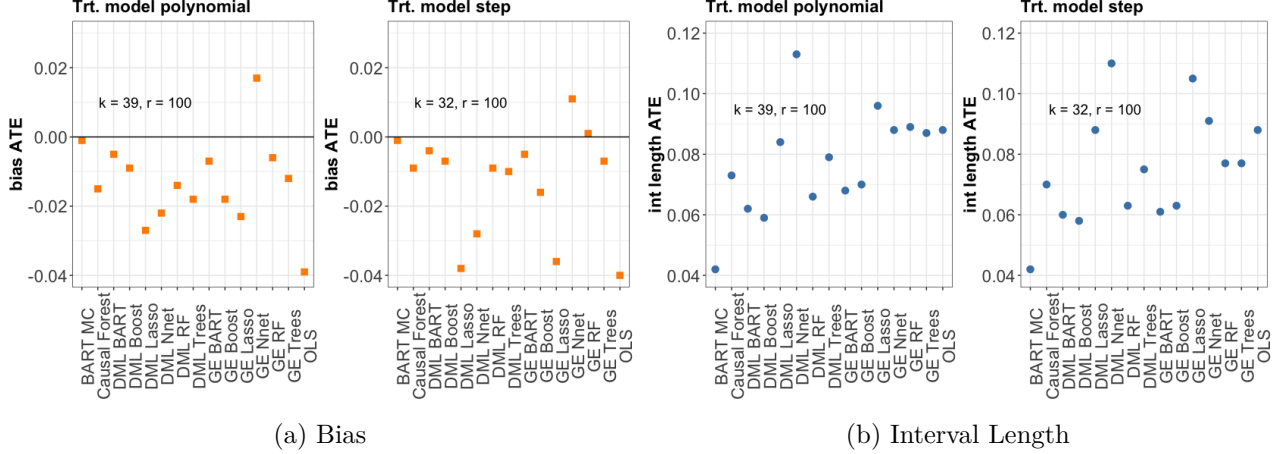 Trt. model polynomial
bias ATE
0.02
0.00
-0.02
-0.04
k = 39, r = 100
BART MC
Causal Forest
DML BART
DML Boost
DML Lasso
DML Nnet
DML RF
DML Trees
GE BART
GE Boost
GE Lasso
GE Nnet
GE RF
GE Trees
OLS
Trt. model step
bias ATE
0.02
0.00
-0.02
-0.04
k = 32, r = 100
BART MC
Causal Forest
DML BART
DML Boost
DML Lasso
DML Nnet
DML RF
DML Trees
GE BART
GE Boost
GE Lasso
GE Nnet
GE RF
GE Trees
OLS
(a) Bias
Trt. model polynomial
int length ATE
0.12
0.10
0.08
0.06
0.04
k = 39, r = 100
BART MC
Causal Forest
DML BART
DML Boost
DML Lasso
DML Nnet
DML RF
DML Trees
GE BART
GE Boost
GE Lasso
GE Nnet
GE RF
GE Trees
OLS
Trt. model step
int length ATE
0.12
0.10
0.08
0.06
0.04
k = 32, r = 100
BART MC
Causal Forest
DML BART
DML Boost
DML Lasso
DML Nnet
DML RF
DML Trees
GE BART
GE Boost
GE Lasso
GE Nnet
GE RF
GE Trees
OLS
(b) Interval Length